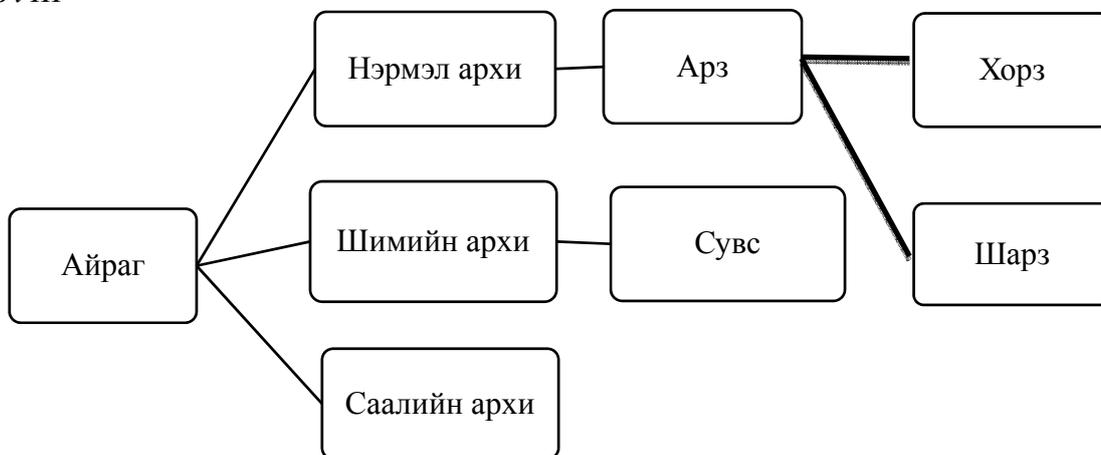 Нэрмэл архи
Арз
Хорз
Айраг
Шимийн архи
Сувс
Шарз
Саалийн архи